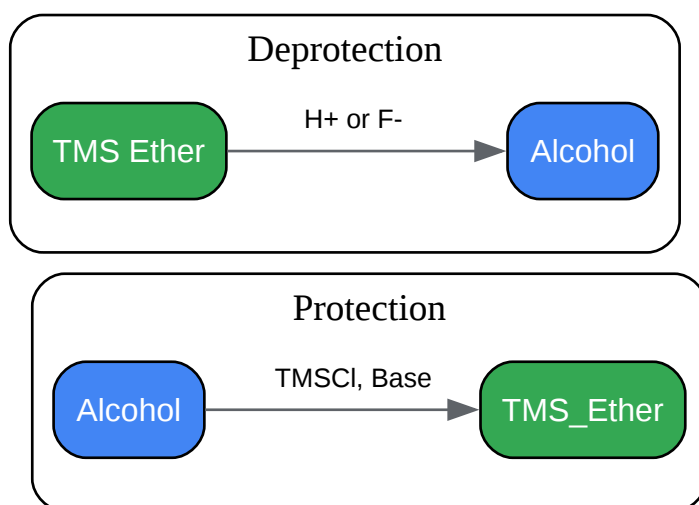 Deprotection
H+ or F-
TMS Ether
Alcohol
Protection
TMSCl, Base
Alcohol
TMS_Ether